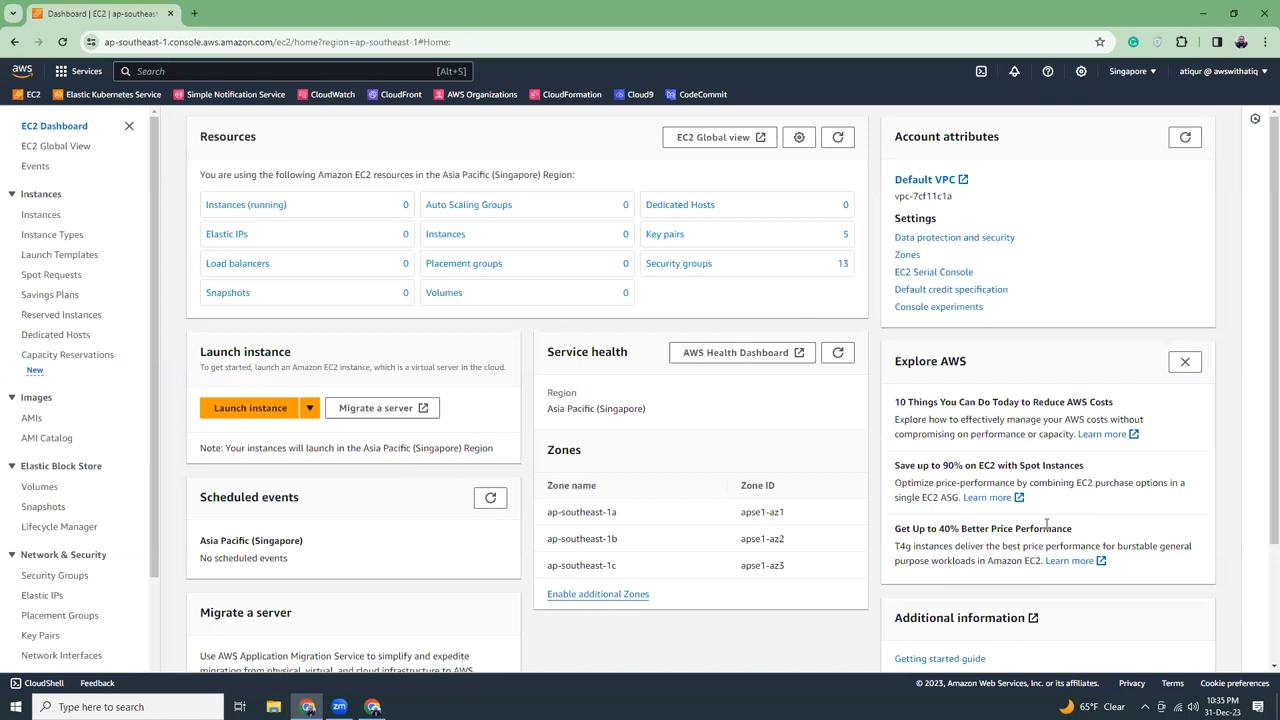 Dashboard | EC2 | ap-southeast
ap-southeast-1.console.aws.amazon.com/ec2/home?region=ap-southeast-1#Home:
aws
Services
Search
[Alt+S]
Singapore
atiqur @ awswithatiq
EC2
Elastic Kubernetes Service
Simple Notification Service
CloudWatch
CloudFront
AWS Organizations
CloudFormation
Cloud9
CodeCommit
EC2 Dashboard
EC2 Global View
Events
Instances
Instances
Instance Types
Launch Templates
Spot Requests
Savings Plans
Reserved Instances
Dedicated Hosts
Capacity Reservations
New
Images
AMIs
AMI Catalog
Elastic Block Store
Volumes
Snapshots
Lifecycle Manager
Network & Security
Security Groups
Elastic IPs
Placement Groups
Key Pairs
Network Interfaces
Resources
EC2 Global view
You are using the following Amazon EC2 resources in the Asia Pacific (Singapore) Region:
Instances (running) 0
Auto Scaling Groups 0
Dedicated Hosts 0
Elastic IPs 0
Instances 0
Key pairs 5
Load balancers 0
Placement groups 0
Security groups 13
Snapshots 0
Volumes 0
Launch instance
To get started, launch an Amazon EC2 instance, which is a virtual server in the cloud.
Launch instance
Migrate a server
Note: Your instances will launch in the Asia Pacific (Singapore) Region
Scheduled events
Asia Pacific (Singapore)
No scheduled events
Migrate a server
Use AWS Application Migration Service to simplify and expedite
migration from physical, virtual, and cloud infrastructure to AWS.
Service health
AWS Health Dashboard
Region
Asia Pacific (Singapore)
Zones
Zone name Zone ID
ap-southeast-1a apse1-az1
ap-southeast-1b apse1-az2
ap-southeast-1c apse1-az3
Enable additional Zones
Account attributes
Default VPC
vpc-7cf11c1a
Settings
Data protection and security
Zones
EC2 Serial Console
Default credit specification
Console experiments
Explore AWS
10 Things You Can Do Today to Reduce AWS Costs
Explore how to effectively manage your AWS costs without
compromising on performance or capacity. Learn more
Save up to 90% on EC2 with Spot Instances
Optimize price-performance by combining EC2 purchase options in a
single EC2 ASG. Learn more
Get Up to 40% Better Price Performance
T4g instances deliver the best price performance for burstable general
purpose workloads in Amazon EC2. Learn more
Additional information
Getting started guide
CloudShell
Feedback
© 2023, Amazon Web Services, Inc. or its affiliates.
Privacy
Terms
Cookie preferences
Type here to search
zm
65°F Clear
10:35 PM
31-Dec-23